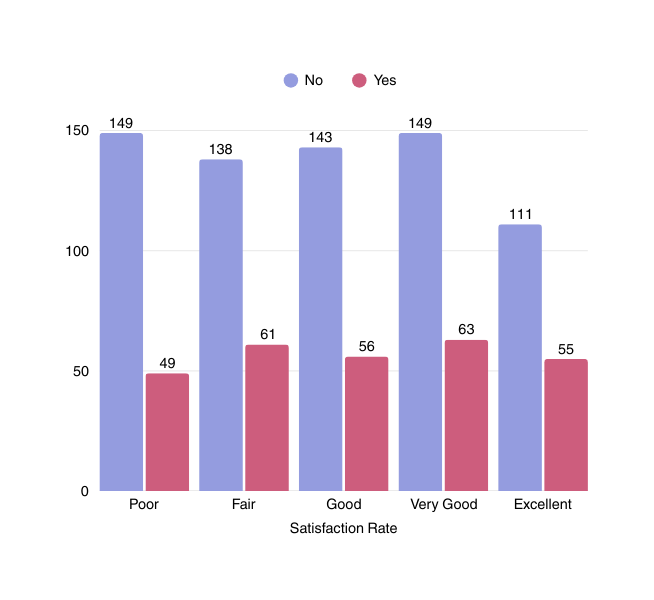 No Yes
150
100
50
0
149 49 138 61 143 56 149 63 111 55
Poor Fair Good Very Good Excellent
Satisfaction Rate